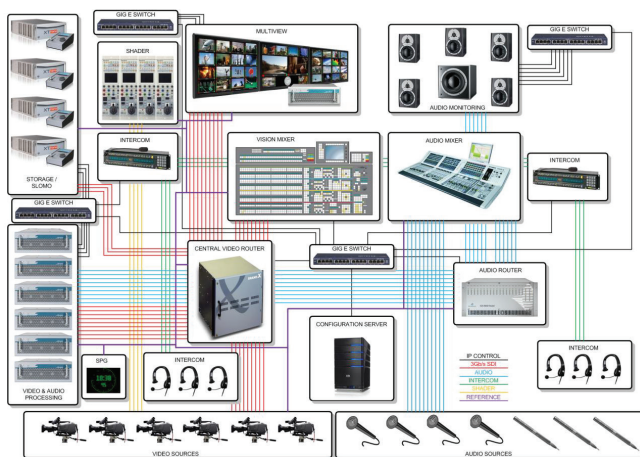 GIG E SWITCH
MULTIVIEW
GIG E SWITCH
SHADER
AUDIO MONITORING
INTERCOM
VISION MIXER
AUDIO MIXER
INTERCOM
STORAGE /
SLOMO
GIG E SWITCH
CENTRAL VIDEO ROUTER
GIG E SWITCH
AUDIO ROUTER
CONFIGURATION SERVER
SPG
INTERCOM
INTERCOM
VIDEO & AUDIO
PROCESSING
IP CONTROL
3Gb/s SDI
AUDIO
INTERCOM
SHADER
REFERENCE
VIDEO SOURCES
AUDIO SOURCES